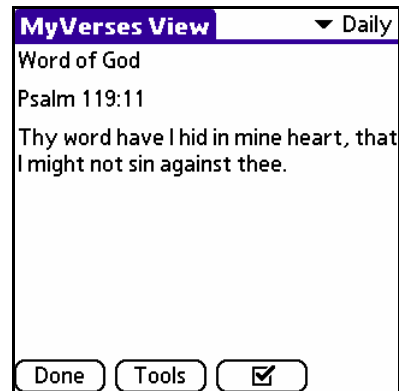 MyVerses View
Daily
Word of God
Psalm 119:11
Thy word have I hid in mine heart, that
I might not sin against thee.
Done
Tools